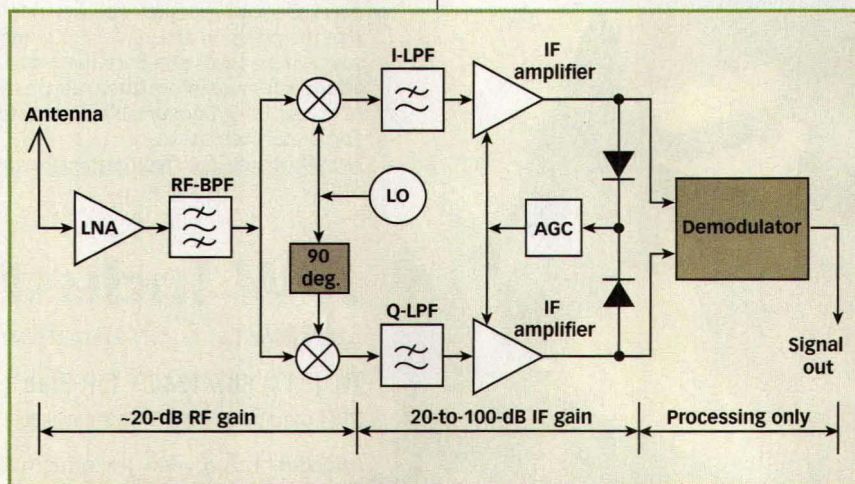 Antenna
LNA
RF-BPF
I-LPF
IF
amplifier
LO
90
deg.
AGC
Demodulator
Q-LPF
IF
amplifier
Signal
out
~20-dB RF gain
20-to-100-dB IF gain
Processing only